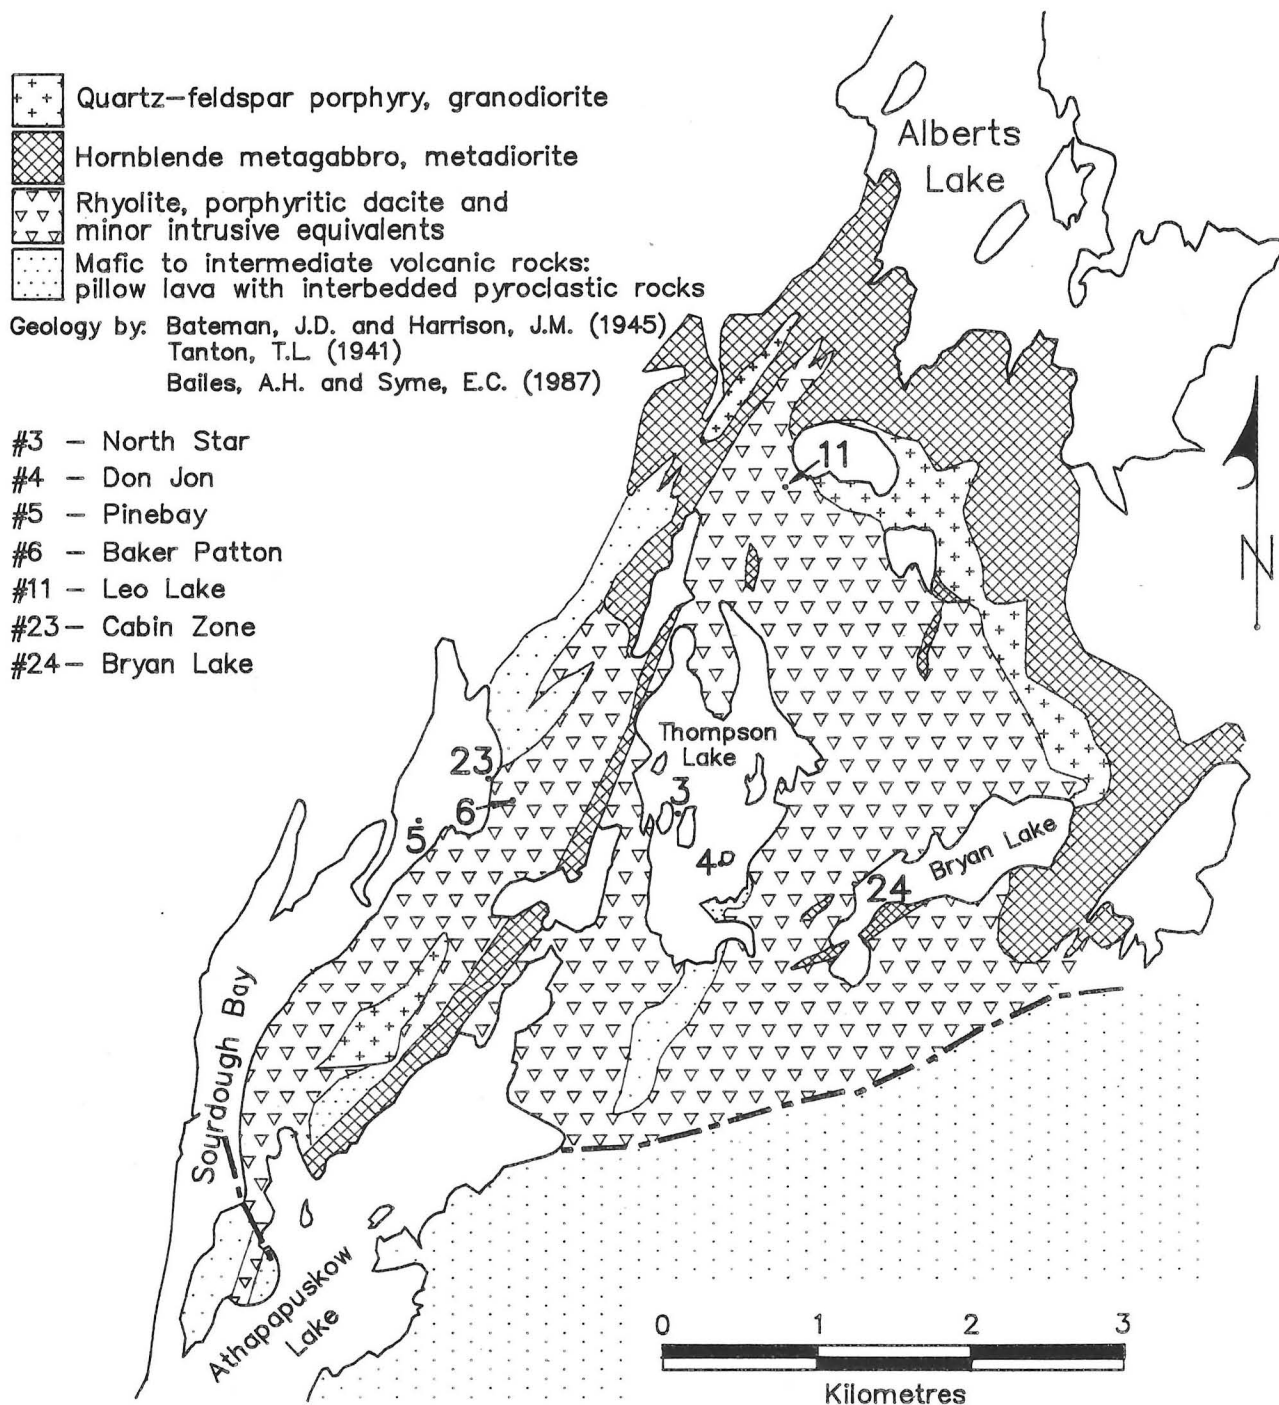 Quartz-feldspar porphyry, granodiorite
Hornblende metagabbro, metadiorite
Rhyolite, porphyritic dacite and
minor intrusive equivalents
Mafic to intermediate volcanic rocks:
pillow lava with interbedded pyroclastic rocks
Geology by: Bateman, J.D. and Harrison, J.M. (1945)
Tanton, T.L. (1941)
Bailes, A.H. and Syme, E.C. (1987)
#3 - North Star
#4 - Don Jon
#5 - Pinebay
#6 - Baker Patton
#11 - Leo Lake
#23- Cabin Zone
#24- Bryan Lake
Alberts
Lake
11
N
Thompson
Lake
23
3
6
5
4
Bryan Lake
24
Sourdough Bay
Athapapuskow
Lake
0 1 2 3
Kilometres